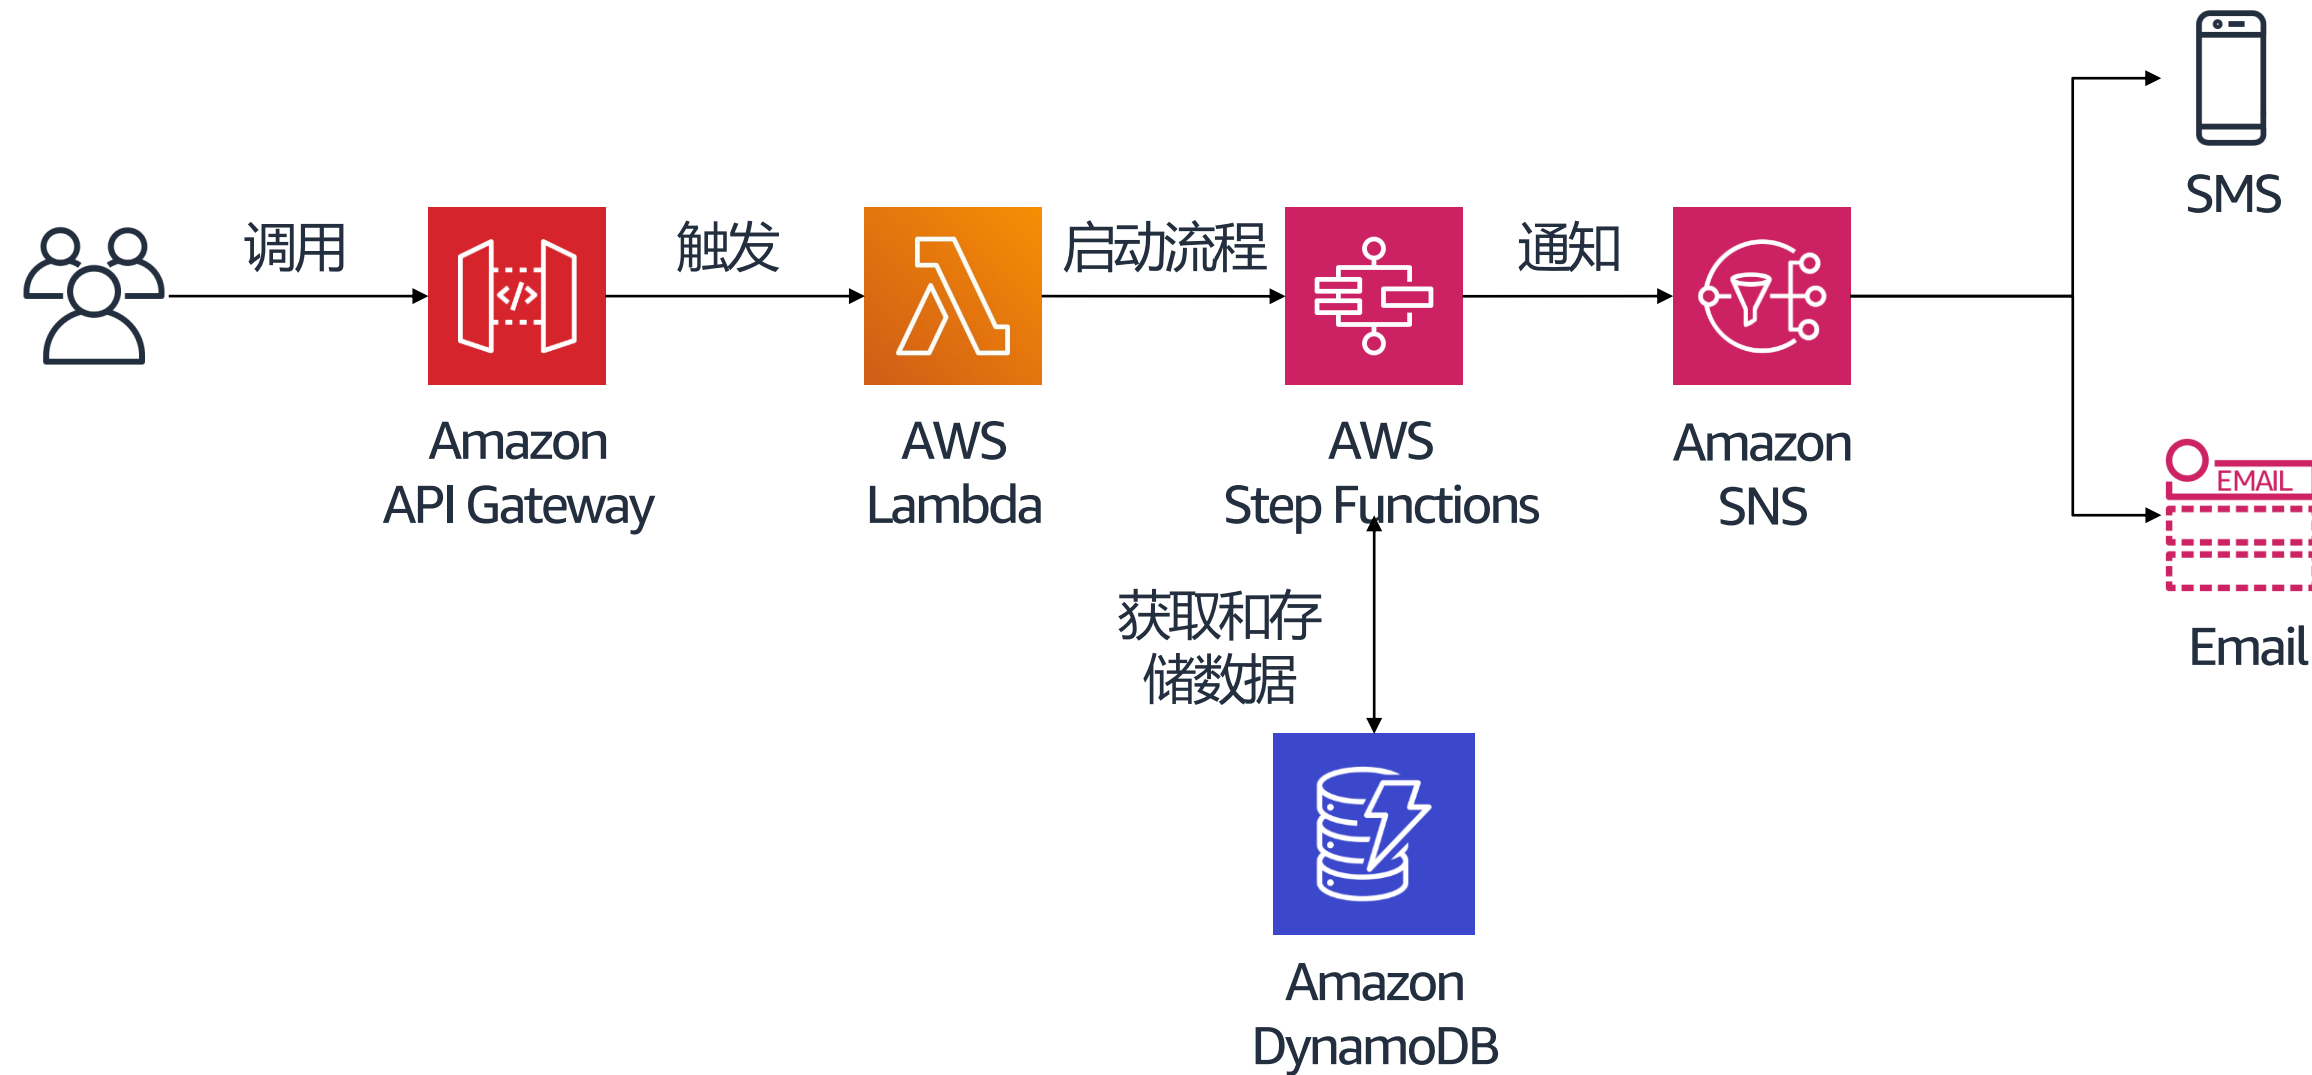 调用
Amazon
API Gateway
触发
AWS
Lambda
启动流程
AWS
Step Functions
通知
Amazon
SNS
SMS
EMAIL
Email
获取和存
储数据
Amazon
DynamoDB